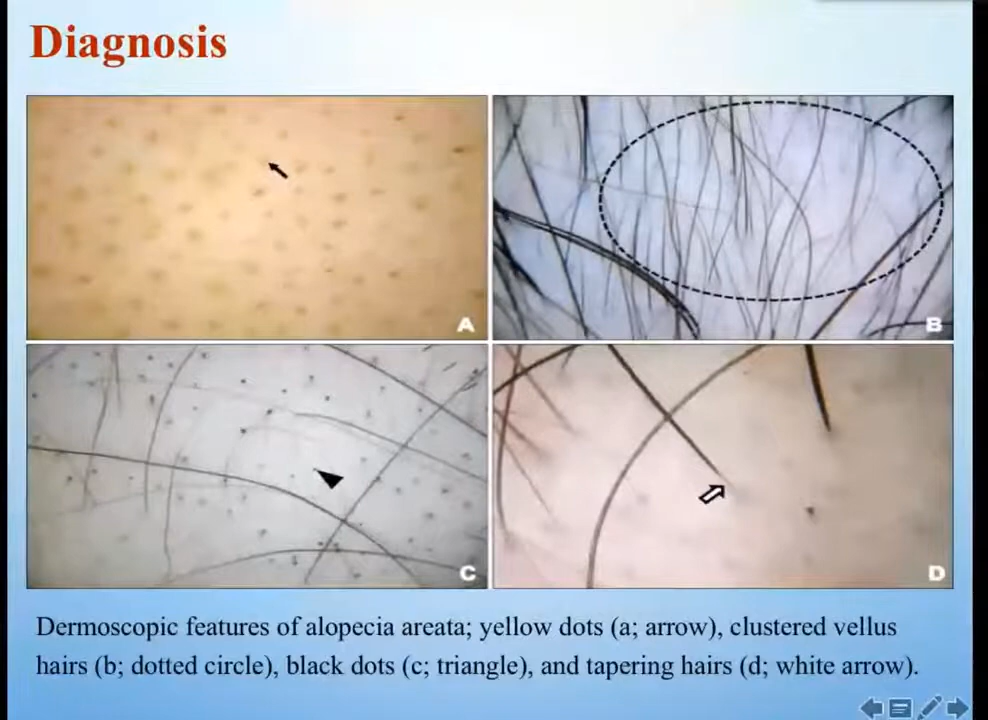 Diagnosis
A
B
C
D
Dermoscopic features of alopecia areata; yellow dots (a; arrow), clustered vellus
hairs (b; dotted circle), black dots (c; triangle), and tapering hairs (d; white arrow).